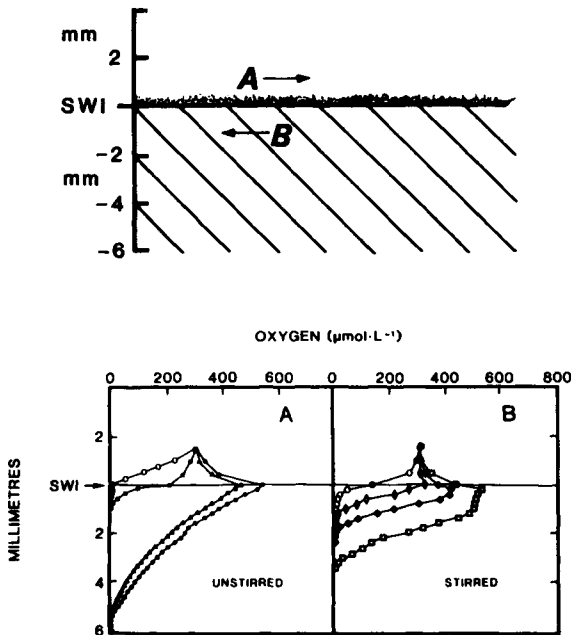 mm
2
A
SWI
B
-2
mm
-4
-6
OXYGEN (µmol·L⁻¹)
0 200 400 600 0 200 400 600 800
A B
2
SWI
MILLIMETRES
2
4
UNSTIRRED STIRRED
6